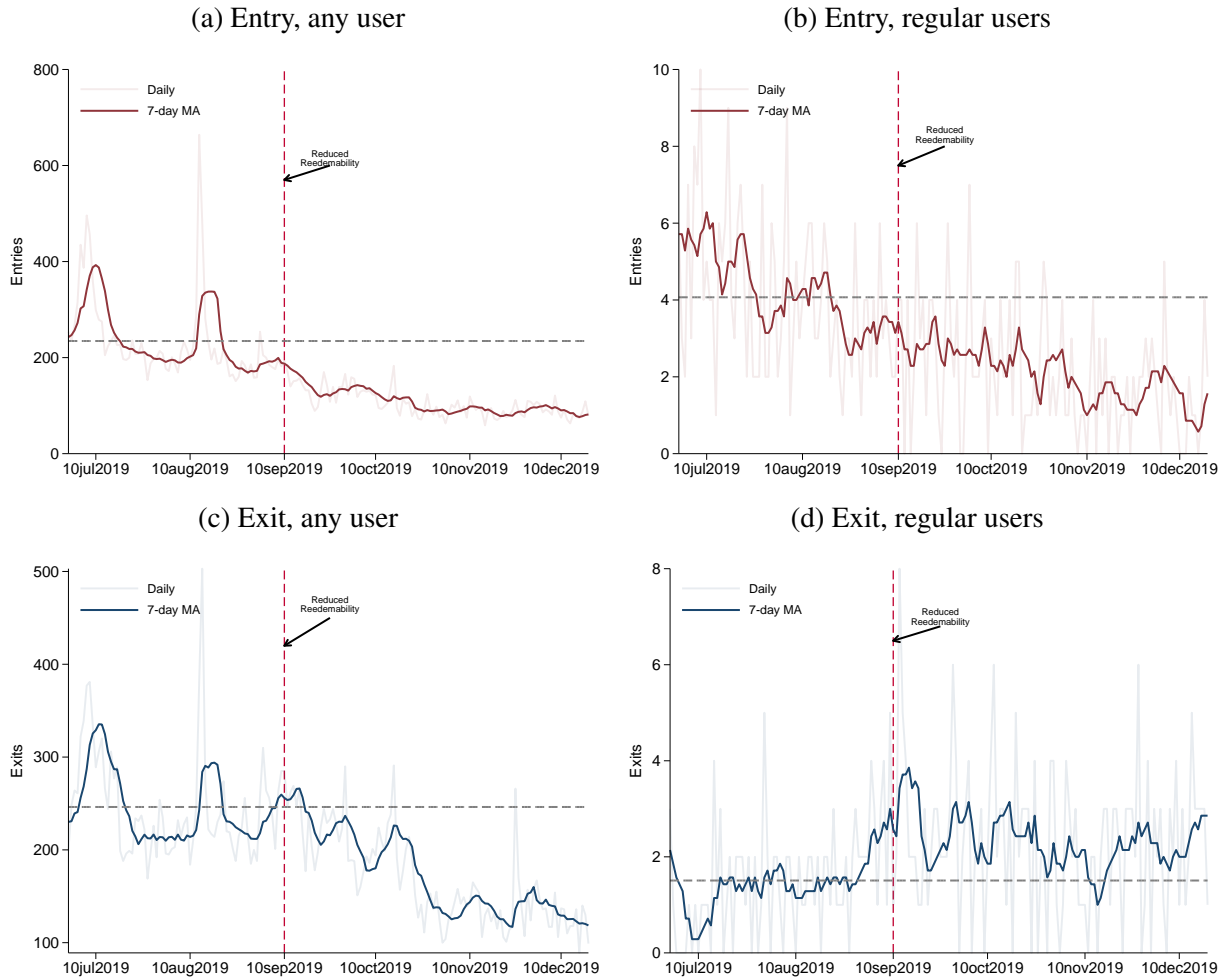 (a) Entry, any user
800
600
400
200
0
Entries
Daily
7-day MA
Reduced
Reedemability
10jul2019 10aug2019 10sep2019 10oct2019 10nov2019 10dec2019
(b) Entry, regular users
10
8
6
4
2
0
Entries
Daily
7-day MA
Reduced
Reedemability
10jul2019 10aug2019 10sep2019 10oct2019 10nov2019 10dec2019
(c) Exit, any user
500
400
300
200
100
Exits
Daily
7-day MA
Reduced
Reedemability
10jul2019 10aug2019 10sep2019 10oct2019 10nov2019 10dec2019
(d) Exit, regular users
8
6
4
2
0
Exits
Daily
7-day MA
Reduced
Reedemability
10jul2019 10aug2019 10sep2019 10oct2019 10nov2019 10dec2019